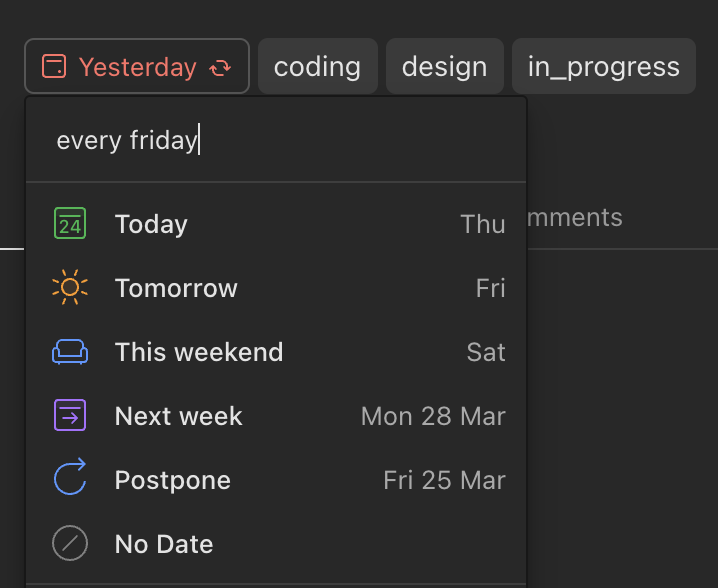 Yesterday coding design in_progress
every friday
mments
24 Today Thu
Tomorrow Fri
This weekend Sat
Next week Mon 28 Mar
Postpone Fri 25 Mar
No Date